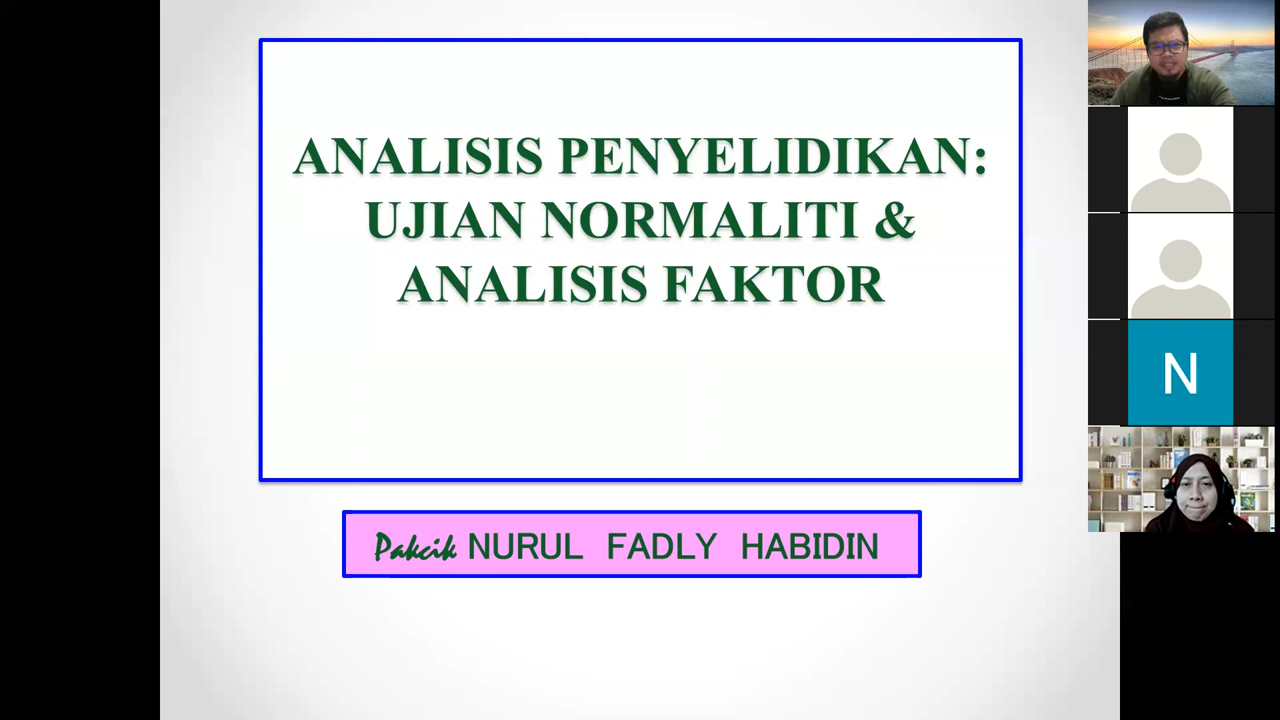 ANALISIS PENYELIDIKAN:
UJIAN NORMALITI &
ANALISIS FAKTOR
Pakcik NURUL FADLY HABIDIN
N